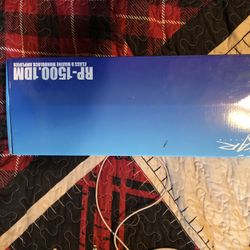 RP-1500.1DM
CLASS D MARINE MONOBLOCK AMPLIFIER